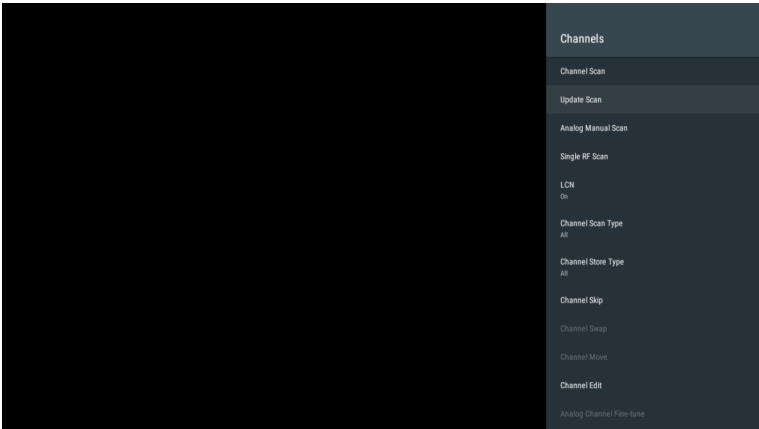 Channels
Channel Scan
Update Scan
Analog Manual Scan
Single RF Scan
LCN
On
Channel Scan Type
All
Channel Store Type
All
Channel Skip
Channel Swap
Channel Move
Channel Edit
Analog Channel Fine-tune